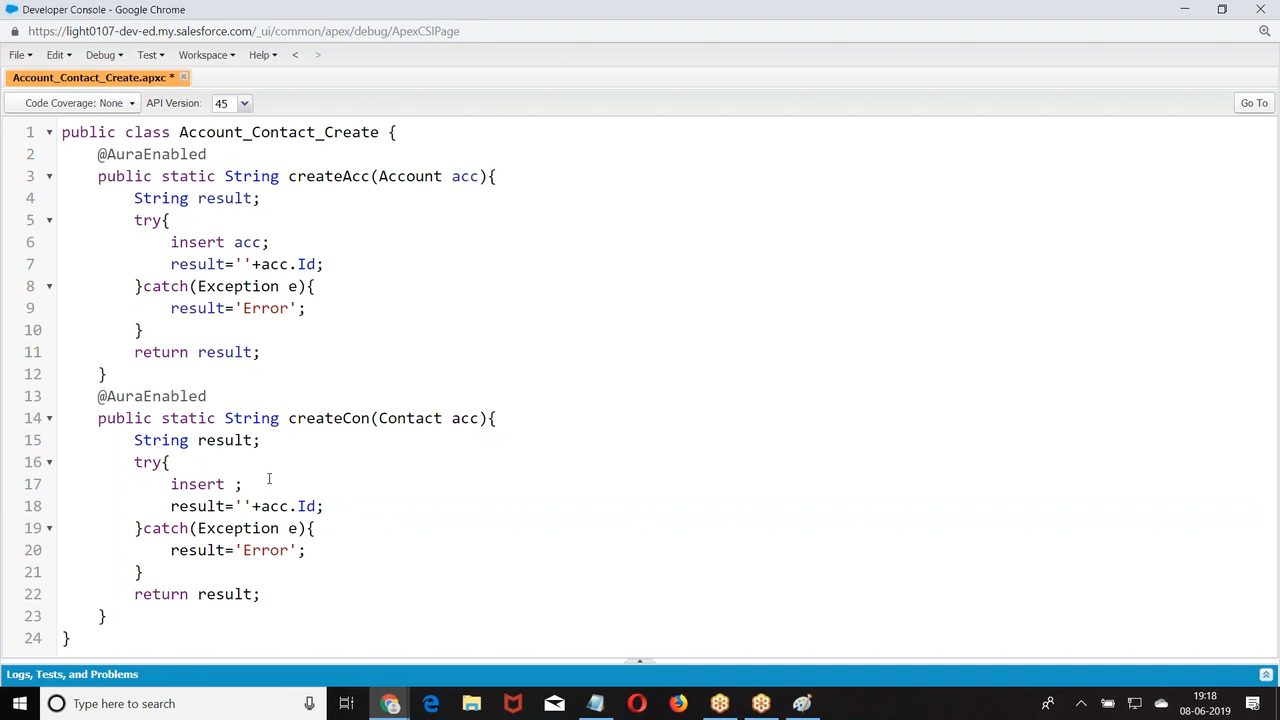 Developer Console - Google Chrome
https://light0107-dev-ed.my.salesforce.com/_ui/common/apex/debug/ApexCSIPage
File Edit Debug Test Workspace Help < >
Account_Contact_Create.apxc *
Code Coverage: None API Version: 45 Go To
1 public class Account_Contact_Create {
2 @AuraEnabled
3 public static String createAcc(Account acc){
4 String result;
5 try{
6 insert acc;
7 result=''+acc.Id;
8 }catch(Exception e){
9 result='Error';
10 }
11 return result;
12 }
13 @AuraEnabled
14 public static String createCon(Contact acc){
15 String result;
16 try{
17 insert ;
18 result=''+acc.Id;
19 }catch(Exception e){
20 result='Error';
21 }
22 return result;
23 }
24 }
Logs, Tests, and Problems
Type here to search
19:18
08-06-2019